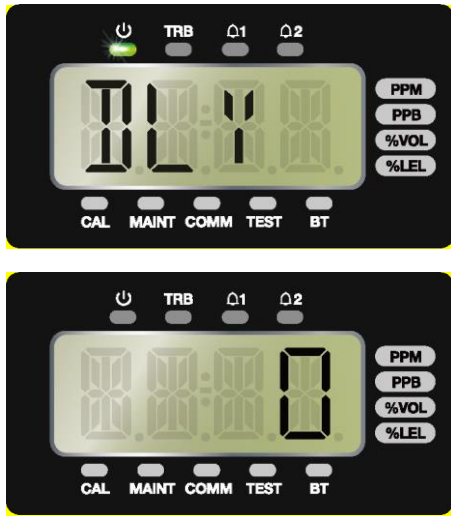 TRB 1 2
DLY
PPM
PPB
%VOL
%LEL
CAL MAINT COMM TEST BT
TRB 1 2
0
PPM
PPB
%VOL
%LEL
CAL MAINT COMM TEST BT